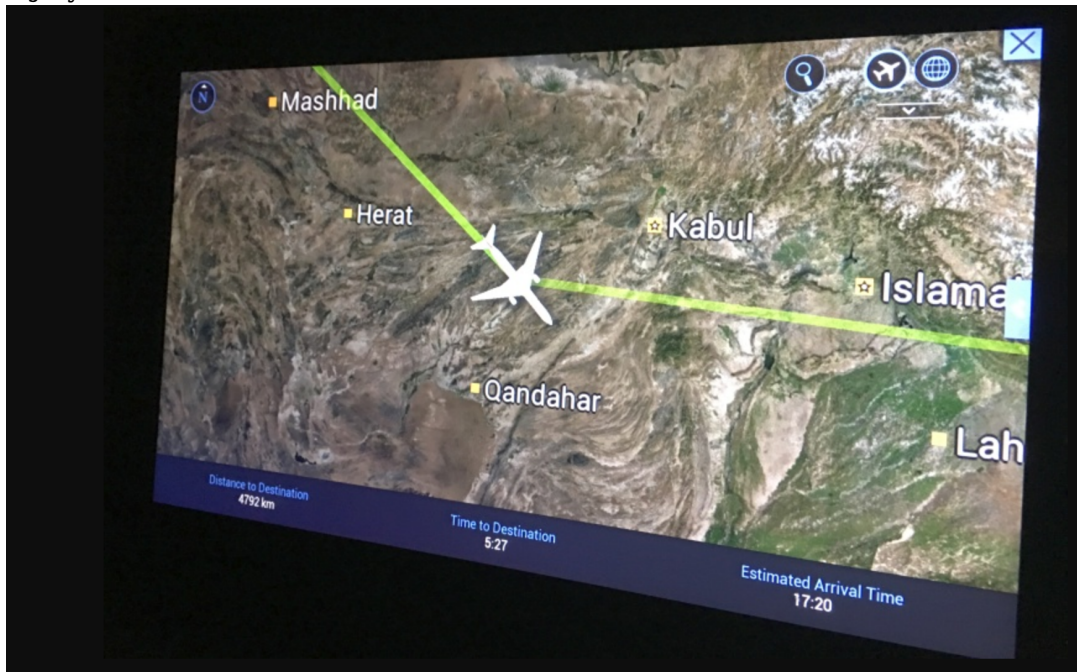 N
Mashhad
Herat
Kabul
Islama
Qandahar
Lah
Distance to Destination
4792 km
Time to Destination
5:27
Estimated Arrival Time
17:20